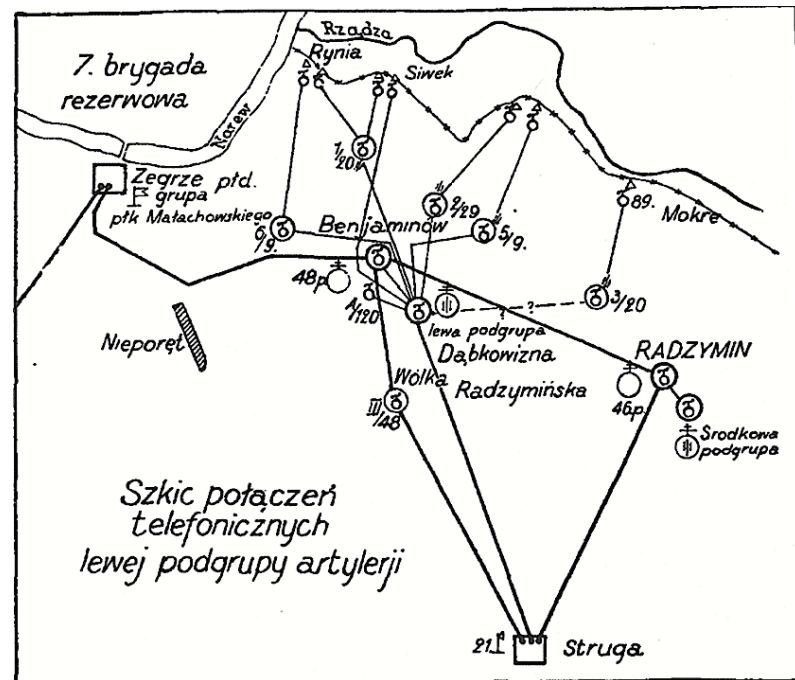 Rządza
7. brygada
rezerwowa
Narew
Rynia
Siwek
1/20
Zegrze płd.
grupa
płk Małachowskiego
6/9.
Benjaminów
2/29
5/9.
89.
Mokre
48p
A/120
3/20
? ?
lewa podgrupa
Dąbkowizna
Nieporęt
RADZYMIN
Wólka
Radzymińska
46p.
III/48
Środkowa
podgrupa
Szkic połączeń
telefonicznych
lewej podgrupy artylerji
21
Struga